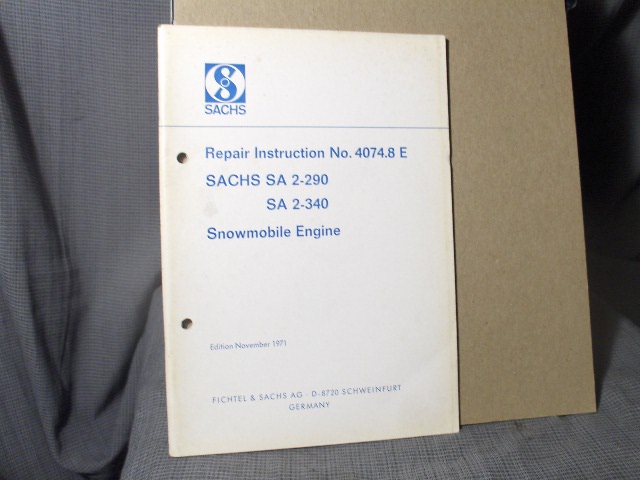 SACHS
Repair Instruction No. 4074.8 E
SACHS SA 2-290
SA 2-340
Snowmobile Engine
Edition November 1971
FICHTEL & SACHS AG · D-8720 SCHWEINFURT
GERMANY